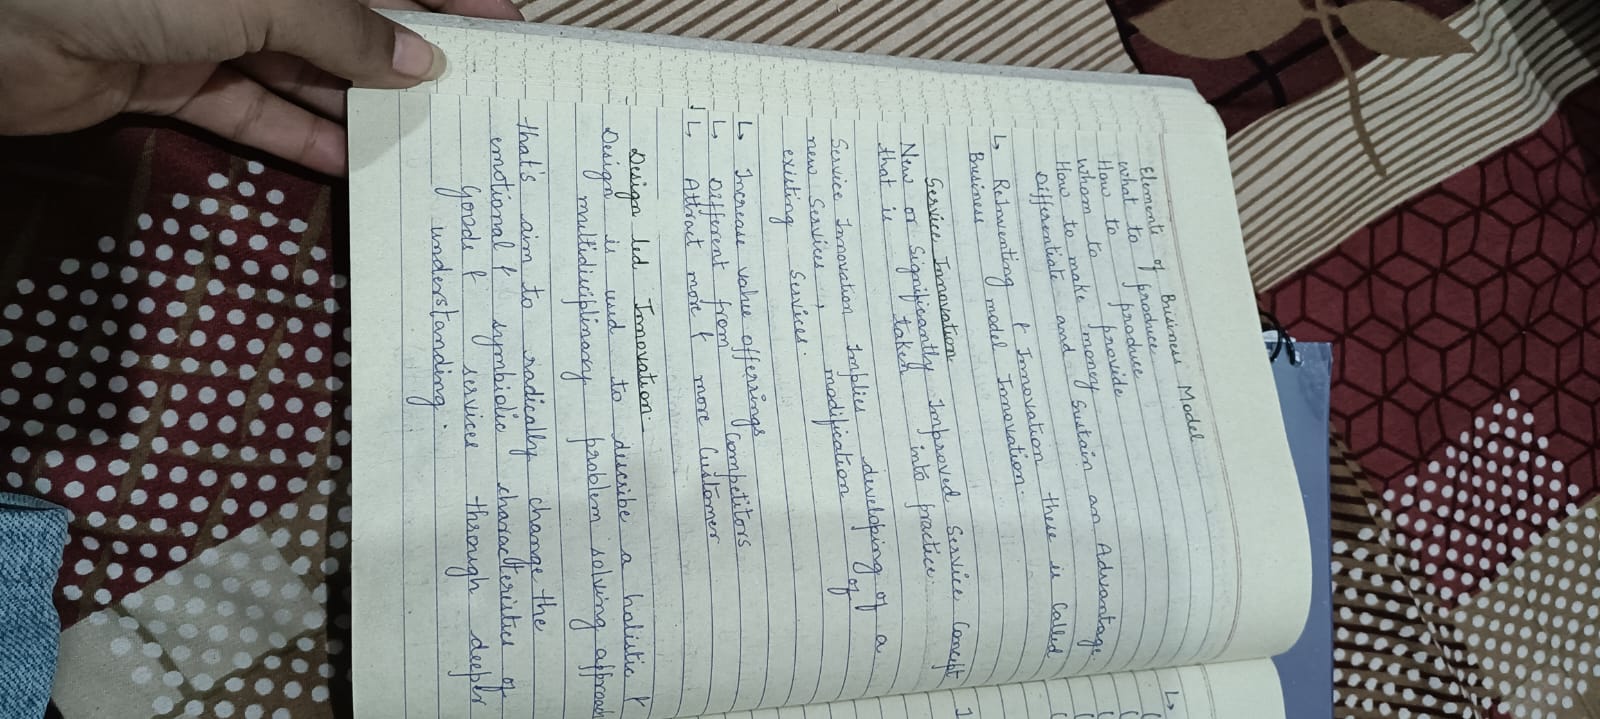 Elements of Business Model
what to produce
How to produce
whom to provide
How to make money
Differentiate and Sustain an Advantage.
↳ ReInventing & Innovation these is Called
Business model Innovation.
Service Innovation
New or Significantly Improved Service Concept
that is taken into practice.
Service Innovation Implies developing of a
new Services, modification of
existing Services.
↳ Increase value offerrings
↳ Different from Competitors
↳ Attract more & more Customer
Design led Innovation.
Design is used to discribe a holistic &
multidisciplinary problem solving approach
that's aim to radically change the
emotional & symbiolic characteristics of
Goods & services through deeper
understanding.